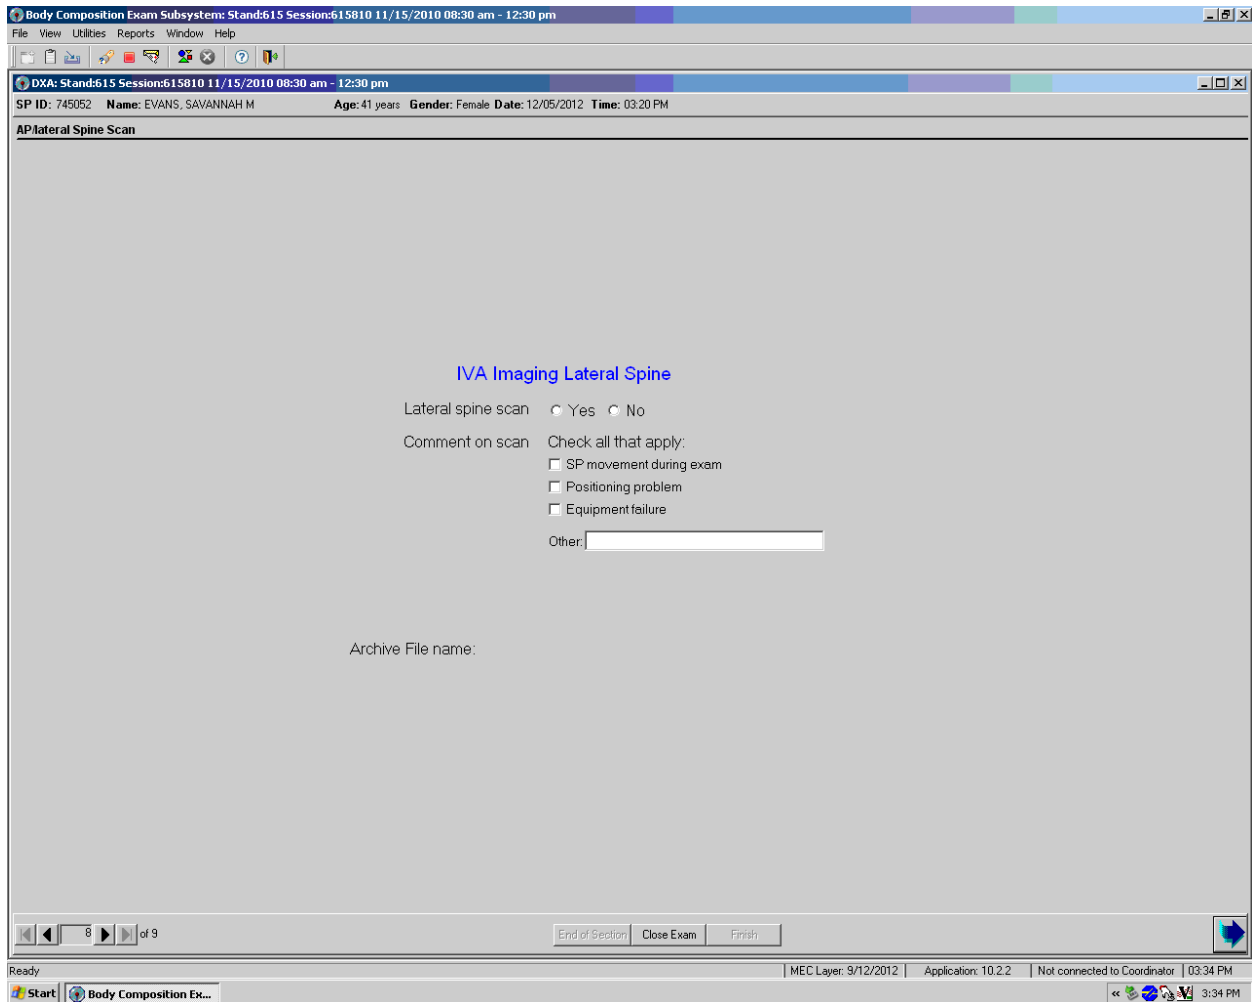 Body Composition Exam Subsystem: Stand:615 Session:615810 11/15/2010 08:30 am - 12:30 pm
File View Utilities Reports Window Help
DXA: Stand:615 Session:615810 11/15/2010 08:30 am - 12:30 pm
SP ID: 745052 Name: EVANS, SAVANNAH M Age: 41 years Gender: Female Date: 12/05/2012 Time: 03:20 PM
AP/lateral Spine Scan
IVA Imaging Lateral Spine
Lateral spine scan Yes No
Comment on scan Check all that apply:
SP movement during exam
Positioning problem
Equipment failure
Other:
Archive File name:
8 of 9 End of Section Close Exam Finish
Ready MEC Layer: 9/12/2012 Application: 10.2.2 Not connected to Coordinator 03:34 PM
Start Body Composition Ex... « 3:34 PM